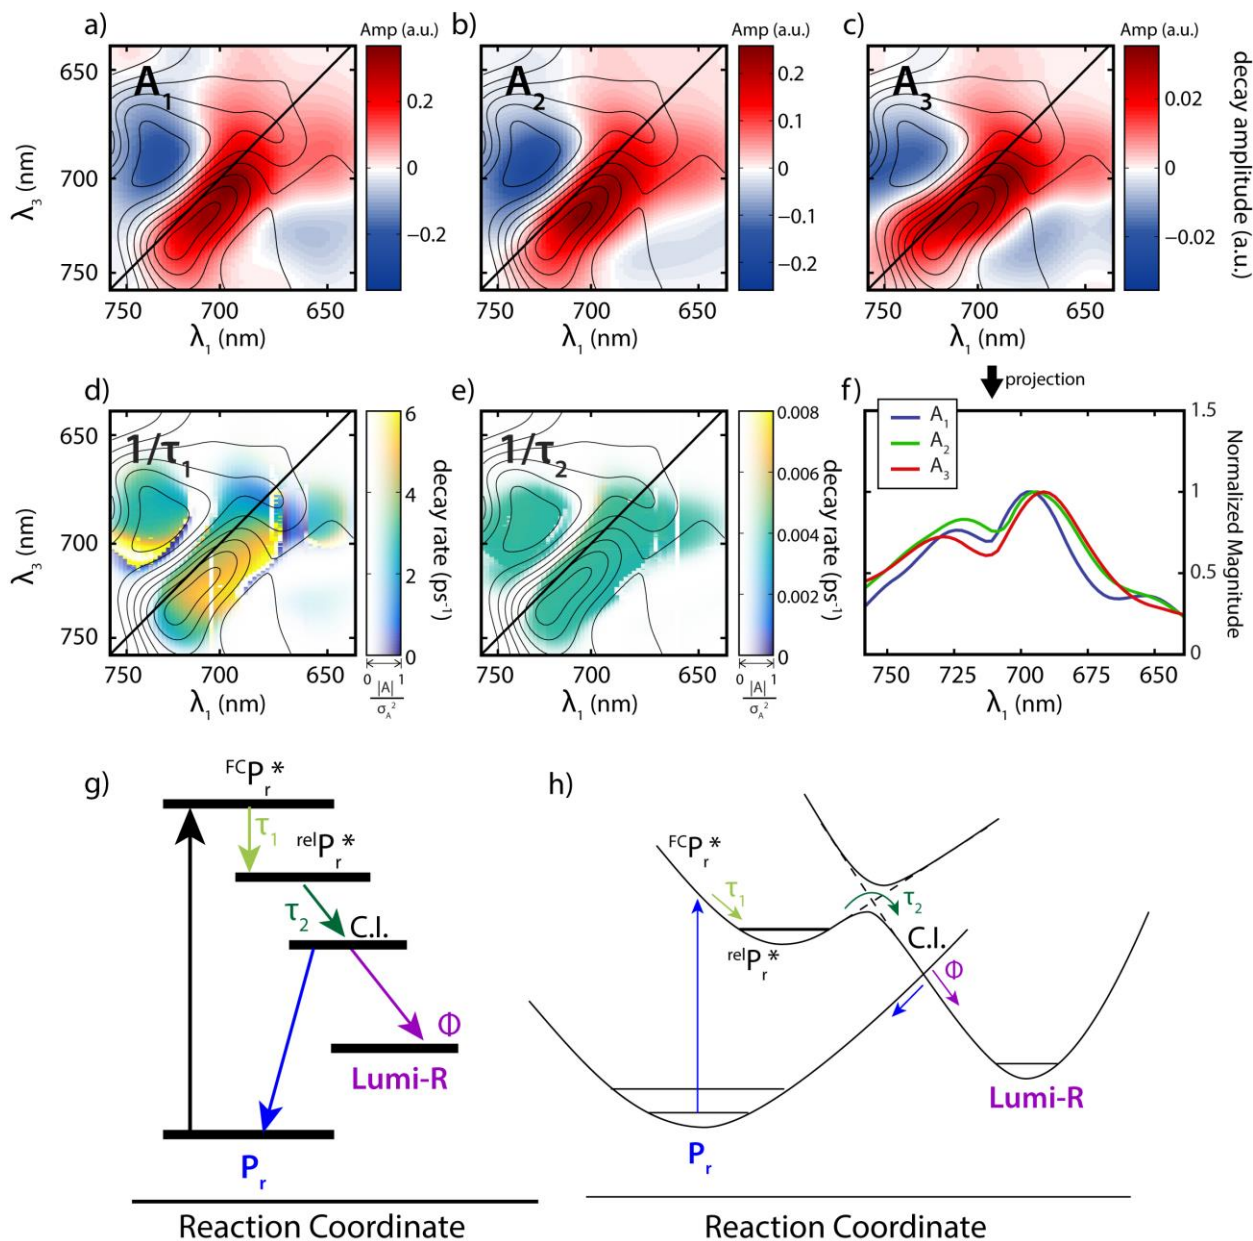 a)
Amp (a.u.)
b)
Amp (a.u.)
c)
Amp (a.u.)
A₁
A₂
A₃
650
700
750
λ₃ (nm)
0.2
0
−0.2
0.2
0.1
0
−0.1
−0.2
0.02
0
−0.02
decay amplitude (a.u.)
750 700 650
λ₁ (nm)
750 700 650
λ₁ (nm)
750 700 650
λ₁ (nm)
projection
d)
1/τ₁
650
700
750
λ₃ (nm)
6
4
2
0
decay rate (ps⁻¹)
0 1
|A|
σ_A²
750 700 650
λ₁ (nm)
e)
1/τ₂
0.008
0.006
0.004
0.002
0
decay rate (ps⁻¹)
0 1
|A|
σ_A²
750 700 650
λ₁ (nm)
f)
A₁
A₂
A₃
1.5
1
0.5
0
Normalized Magnitude
750 725 700 675
λ₁ (nm)
g)
ᶠᶜPᵣ*
τ₁
ʳᵉˡPᵣ*
τ₂
C.I.
Φ
Lumi-R
Pᵣ
Reaction Coordinate
h)
ᶠᶜPᵣ*
τ₁
ʳᵉˡPᵣ*
τ₂
C.I.
Φ
Lumi-R
Pᵣ
Reaction Coordinate